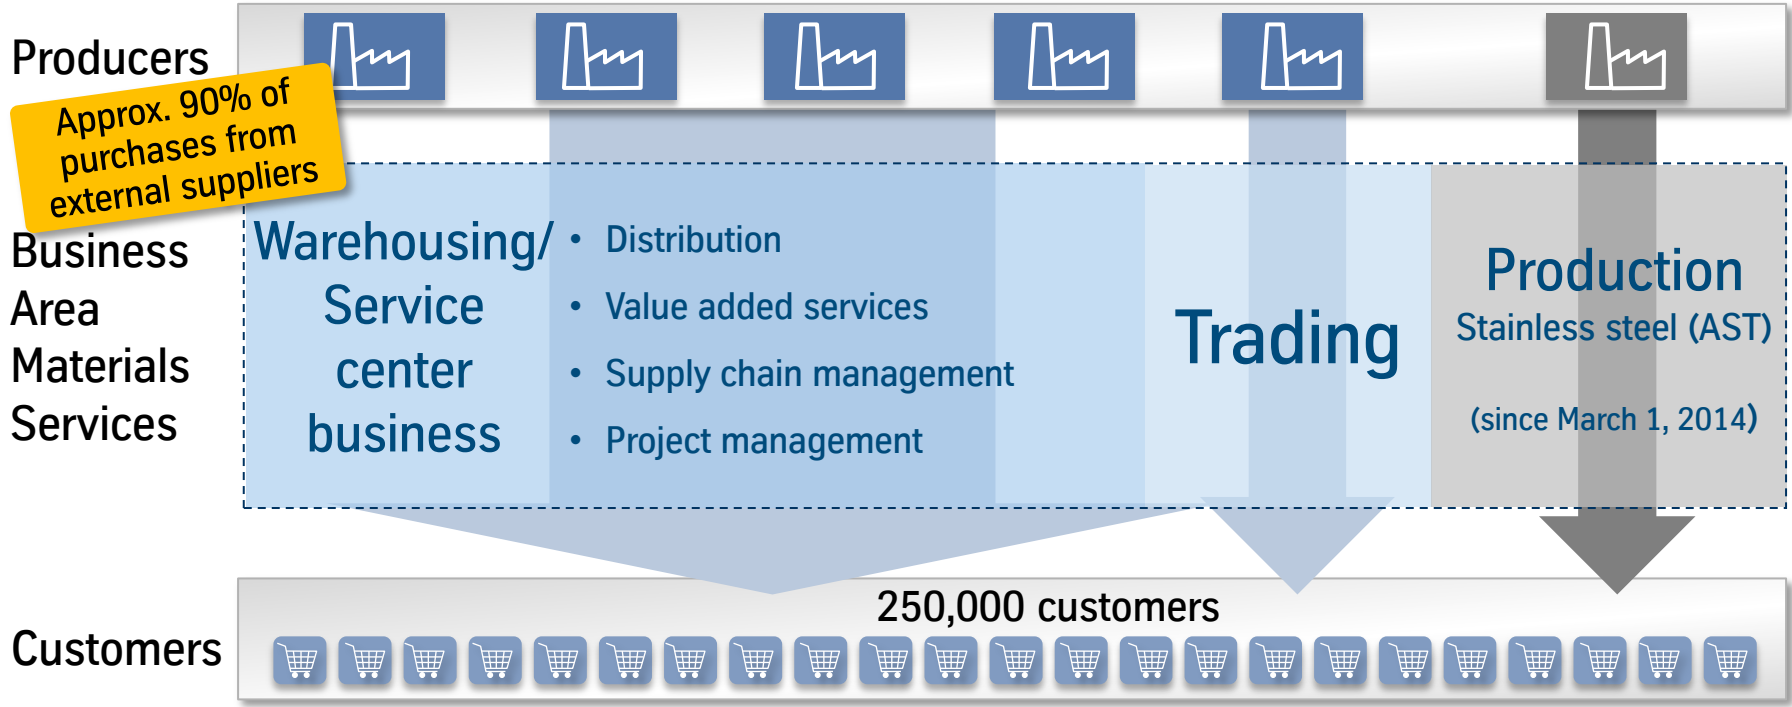 Producers
Approx. 90% of
purchases from
external suppliers
Business
Area
Materials
Services
Warehousing/
Service
center
business
• Distribution
• Value added services
• Supply chain management
• Project management
Trading
Production
Stainless steel (AST)
(since March 1, 2014)
Customers
250,000 customers